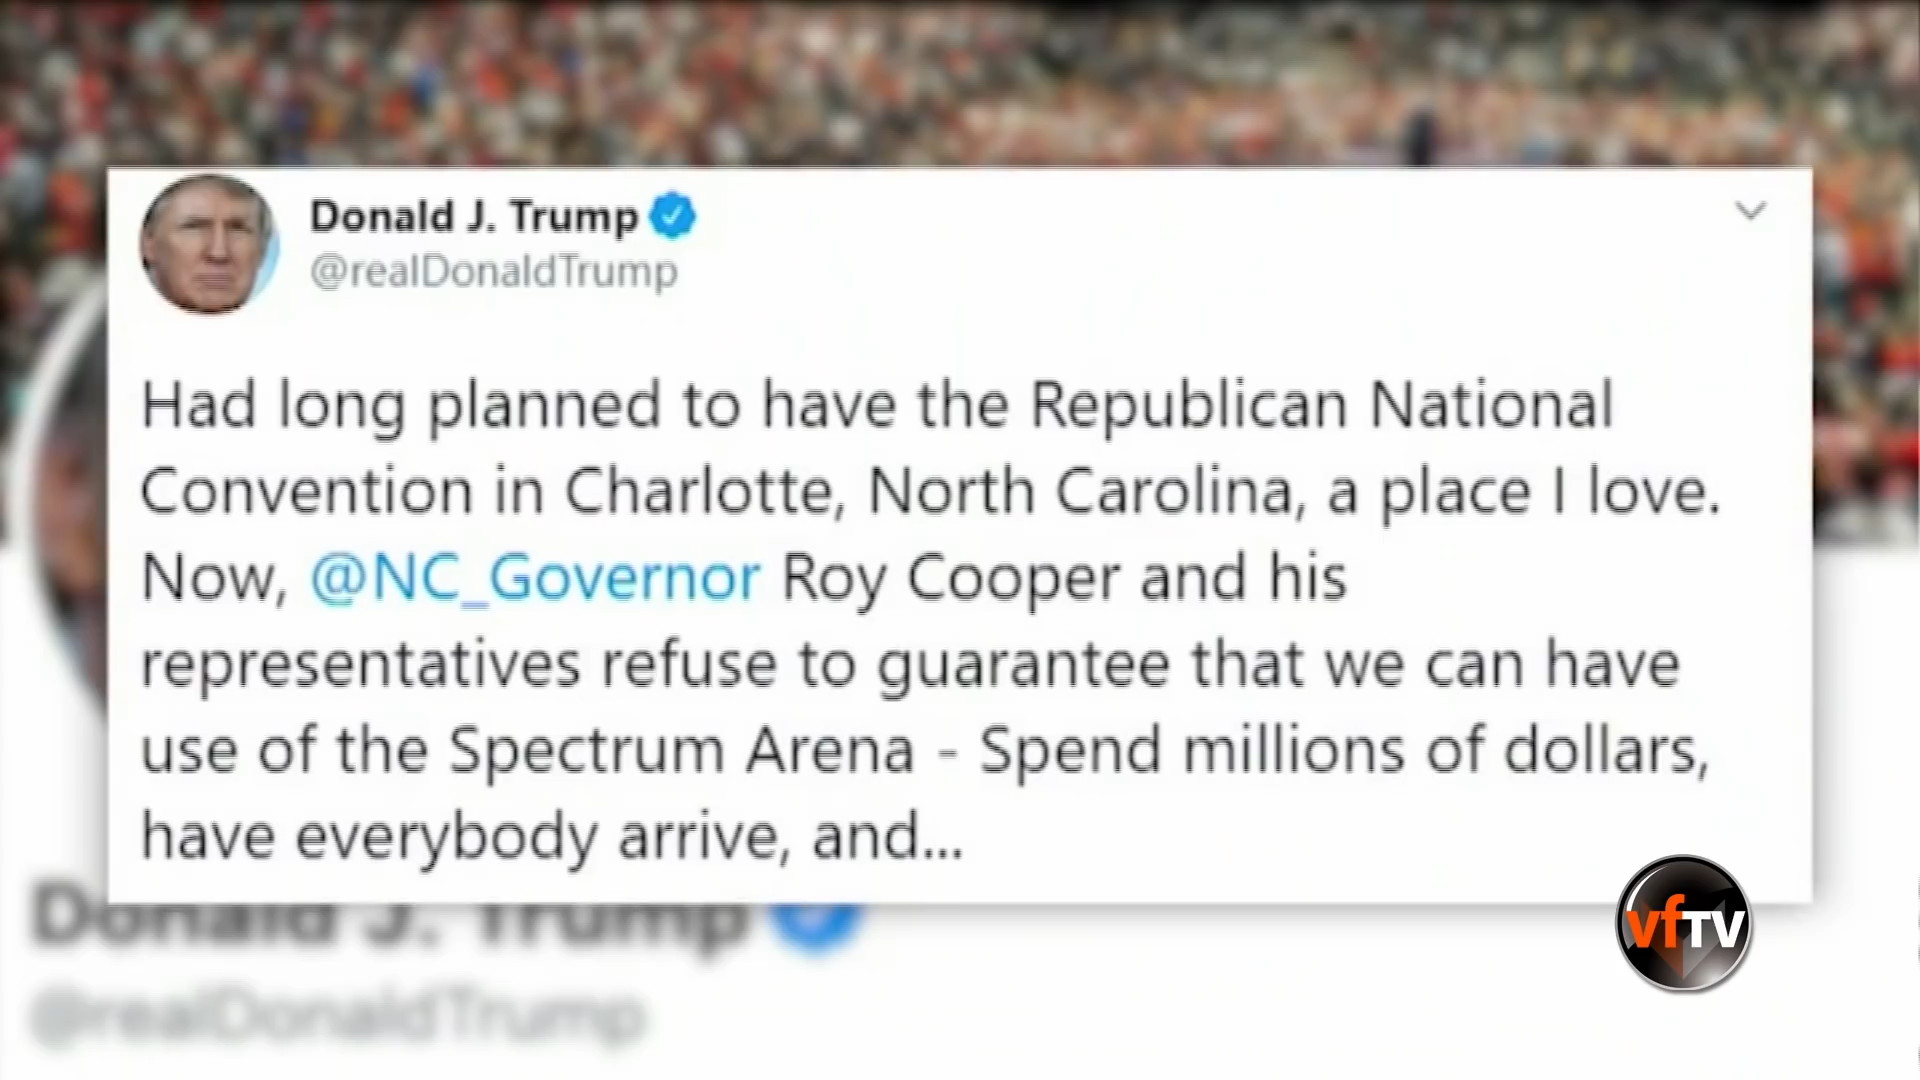 Donald J. Trump
@realDonaldTrump
Had long planned to have the Republican National
Convention in Charlotte, North Carolina, a place I love.
Now, @NC_Governor Roy Cooper and his
representatives refuse to guarantee that we can have
use of the Spectrum Arena - Spend millions of dollars,
have everybody arrive, and...
vfTV
Donald J. Trump
@realDonaldTrump